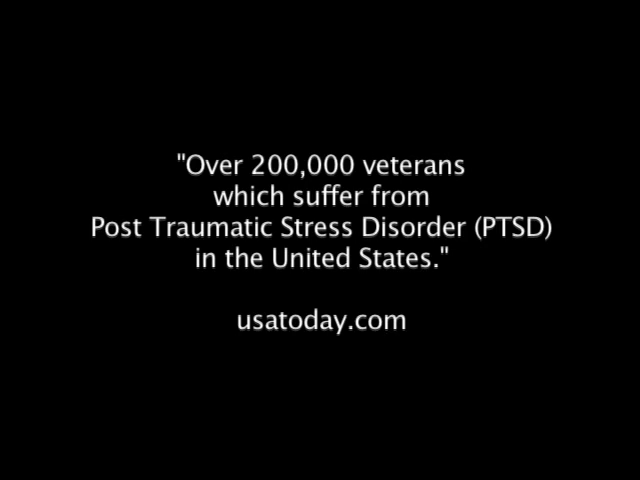 "Over 200,000 veterans
which suffer from
Post Traumatic Stress Disorder (PTSD)
in the United States."
usatoday.com